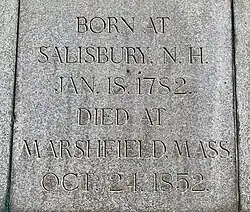 BORN AT
SALISBURY, N.H.
JAN. 18. 1782.
DIED AT
MARSHFIELD, MASS.
OCT. 24. 1852.